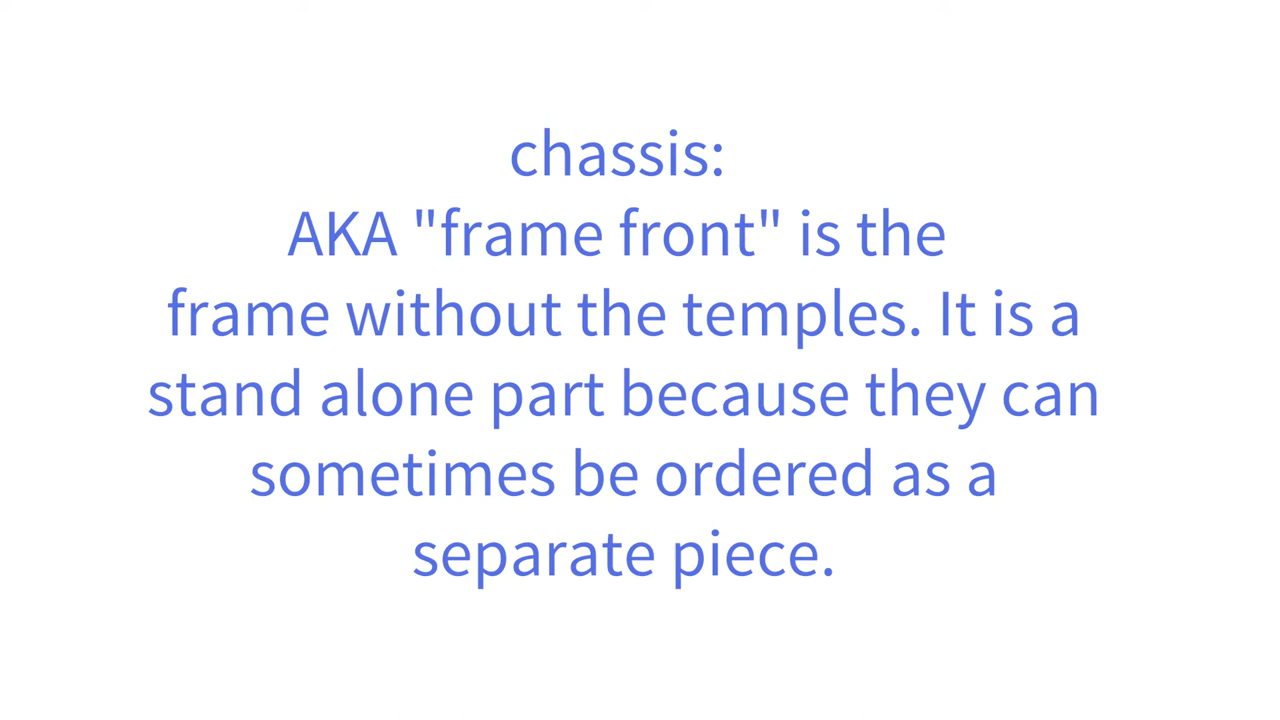 chassis:
AKA "frame front" is the
frame without the temples. It is a
stand alone part because they can
sometimes be ordered as a
separate piece.